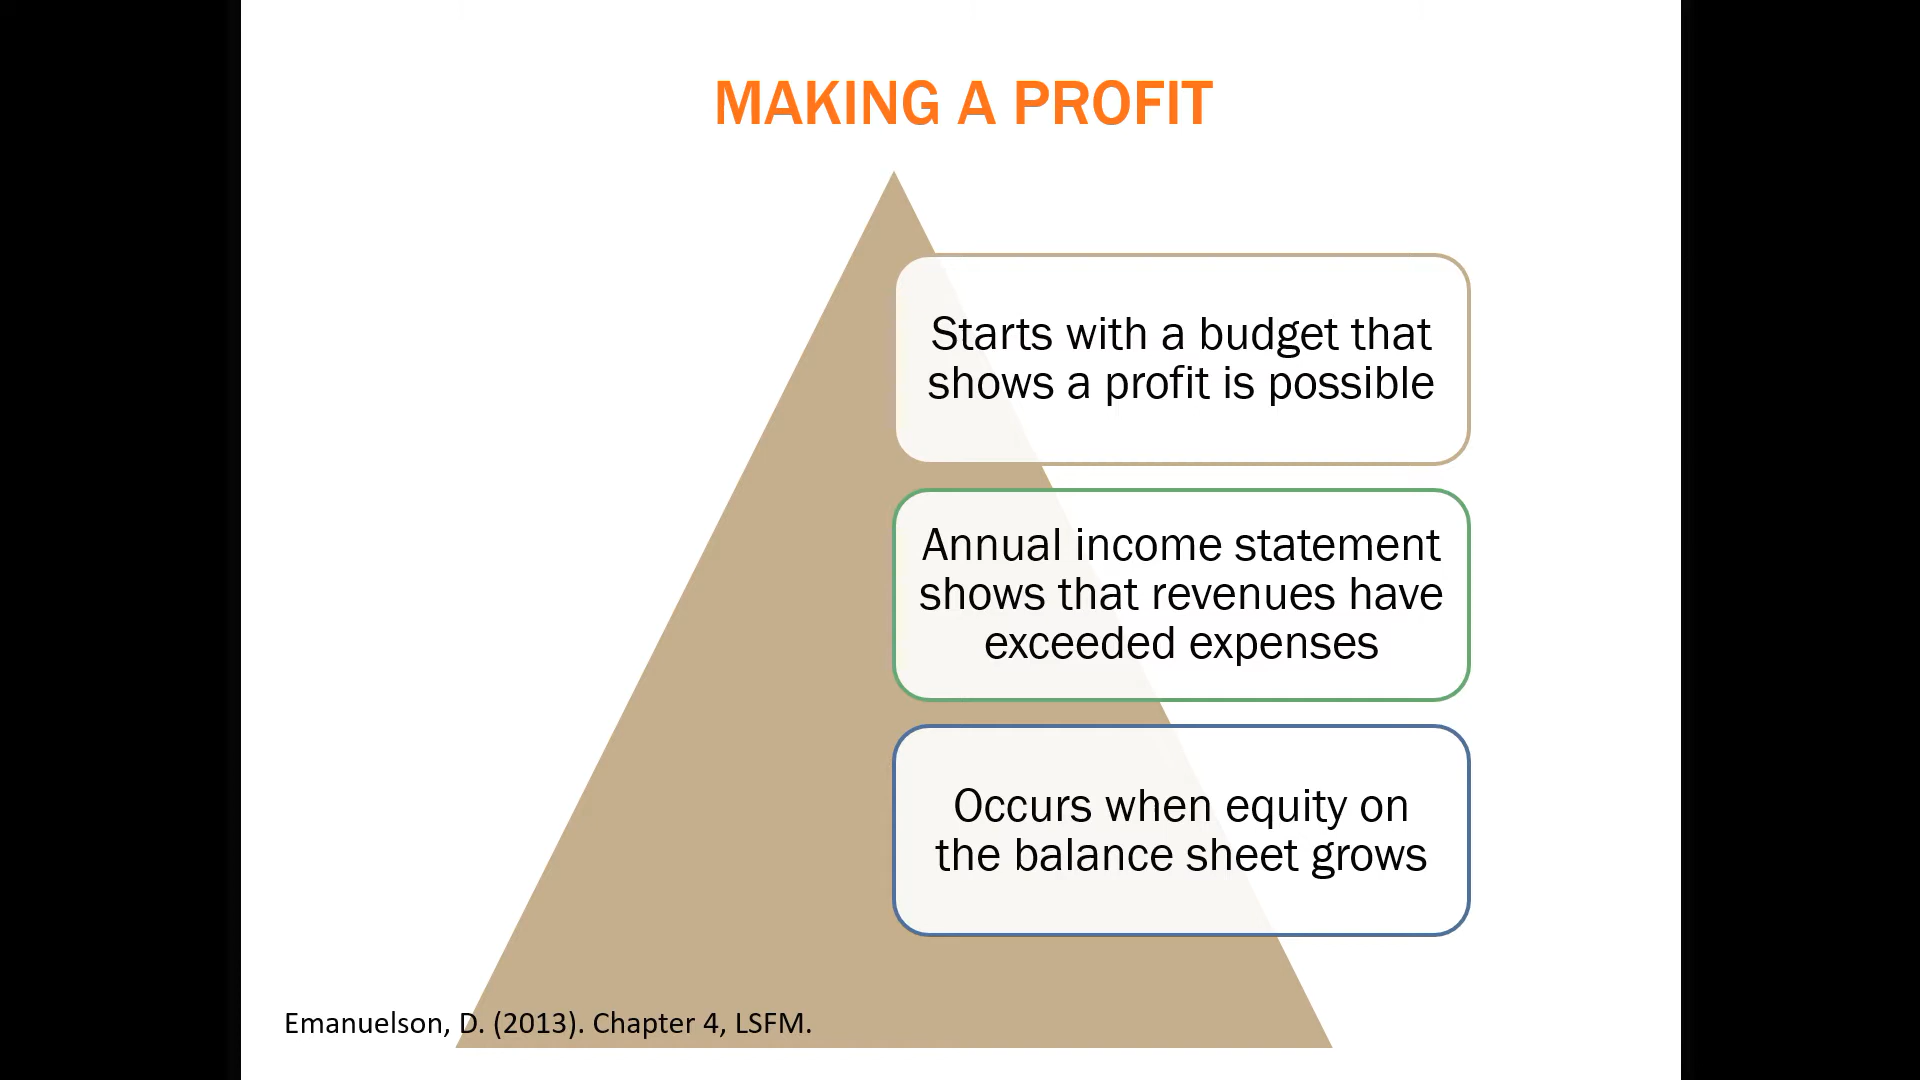 MAKING A PROFIT
Starts with a budget that
shows a profit is possible
Annual income statement
shows that revenues have
exceeded expenses
Occurs when equity on
the balance sheet grows
Emanuelson, D. (2013). Chapter 4, LSFM.